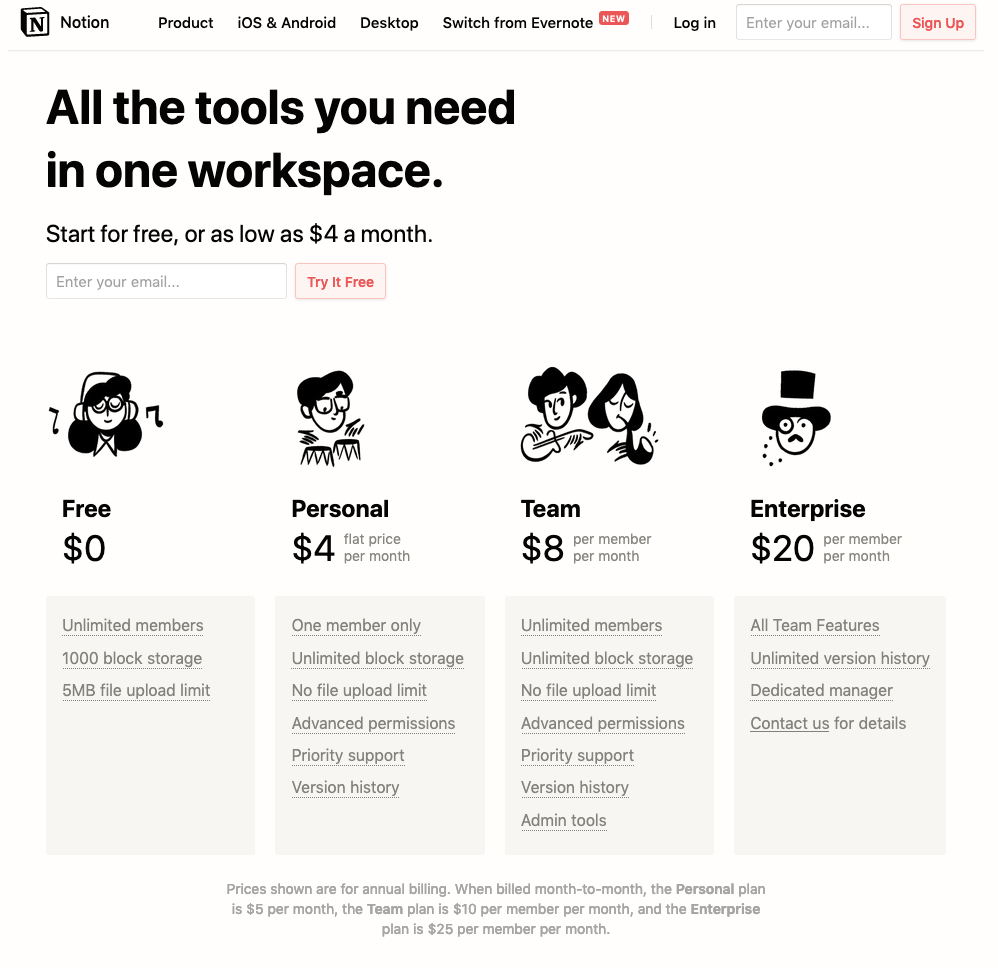 Notion
Product
iOS & Android
Desktop
Switch from Evernote NEW
Log in
Enter your email...
Sign Up
All the tools you need
in one workspace.
Start for free, or as low as $4 a month.
Enter your email...
Try It Free
Free
$0
Unlimited members
1000 block storage
5MB file upload limit
Personal
$4
flat price
per month
One member only
Unlimited block storage
No file upload limit
Advanced permissions
Priority support
Version history
Team
$8
per member
per month
Unlimited members
Unlimited block storage
No file upload limit
Advanced permissions
Priority support
Version history
Admin tools
Enterprise
$20
per member
per month
All Team Features
Unlimited version history
Dedicated manager
Contact us for details
Prices shown are for annual billing. When billed month-to-month, the Personal plan
is $5 per month, the Team plan is $10 per member per month, and the Enterprise
plan is $25 per member per month.